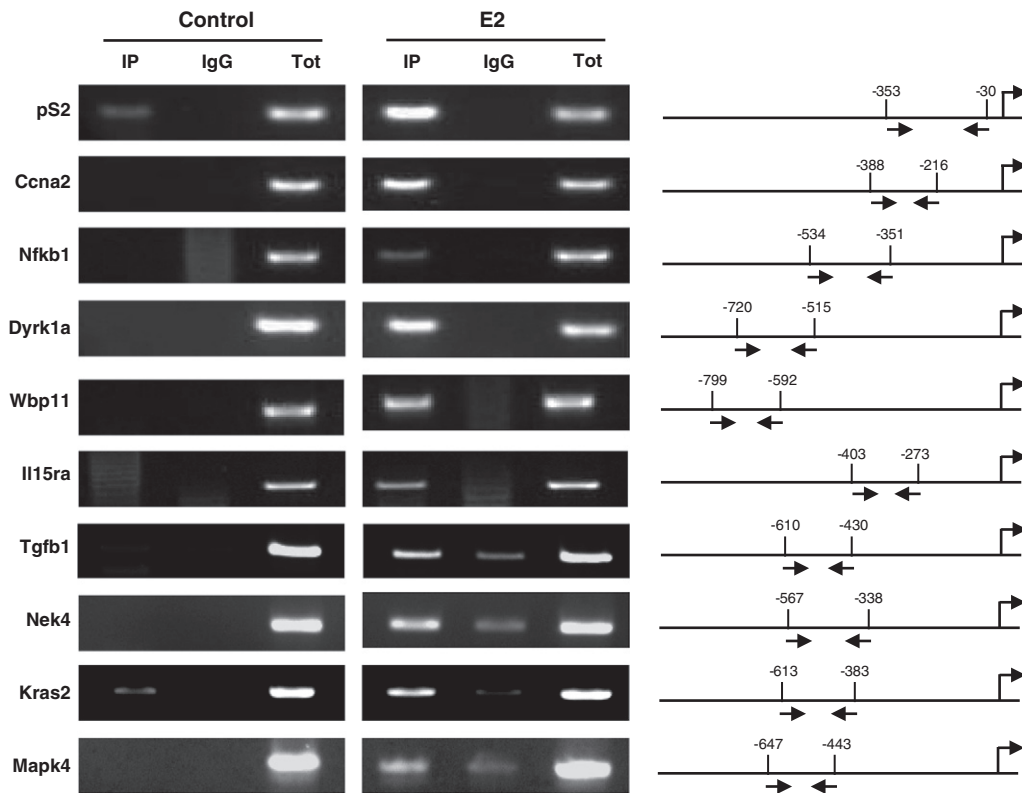 Control E2
IP IgG Tot IP IgG Tot
pS2 -353 -30
Ccna2 -388 -216
Nfkb1 -534 -351
Dyrk1a -720 -515
Wbp11 -799 -592
Il15ra -403 -273
Tgfb1 -610 -430
Nek4 -567 -338
Kras2 -613 -383
Mapk4 -647 -443